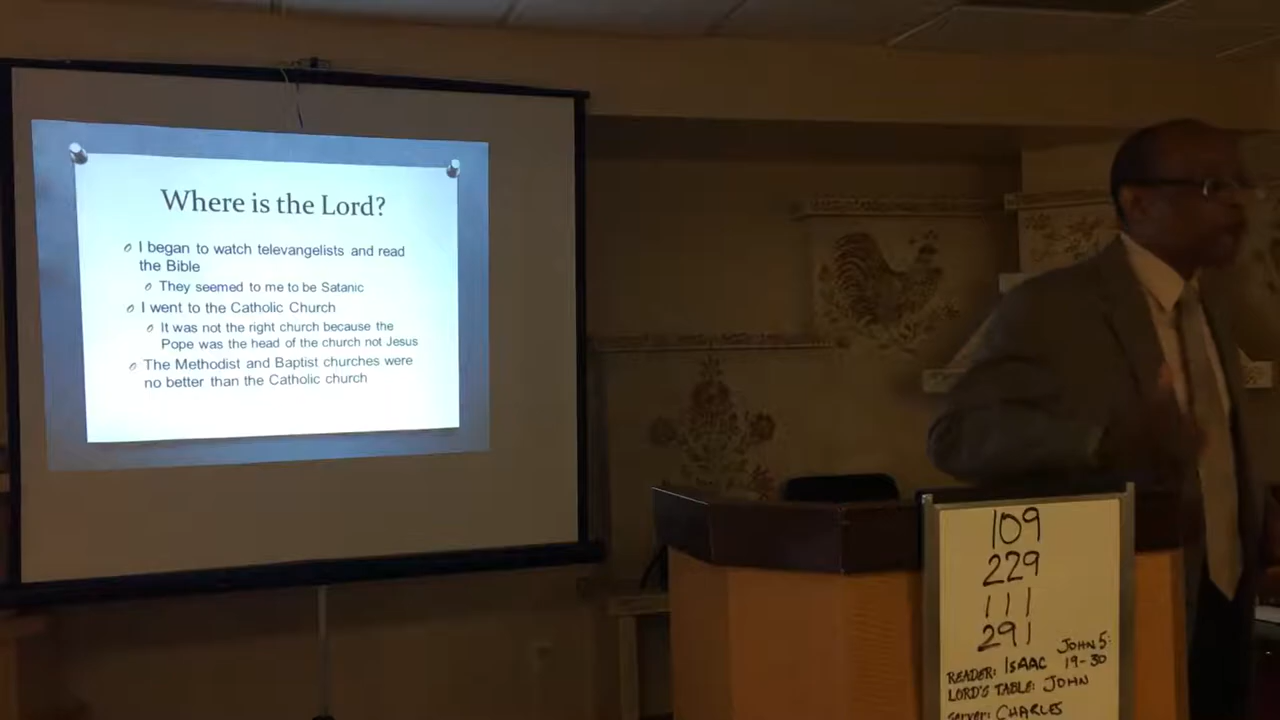 Where is the Lord?
I began to watch televangelists and read
the Bible
They seemed to me to be Satanic
I went to the Catholic Church
It was not the right church because the
Pope was the head of the church not Jesus
The Methodist and Baptist churches were
no better than the Catholic church
109
229
111
291
JOHN 5:
READER: ISAAC 19-30
LORD'S TABLE: JOHN
Server: CHARLES